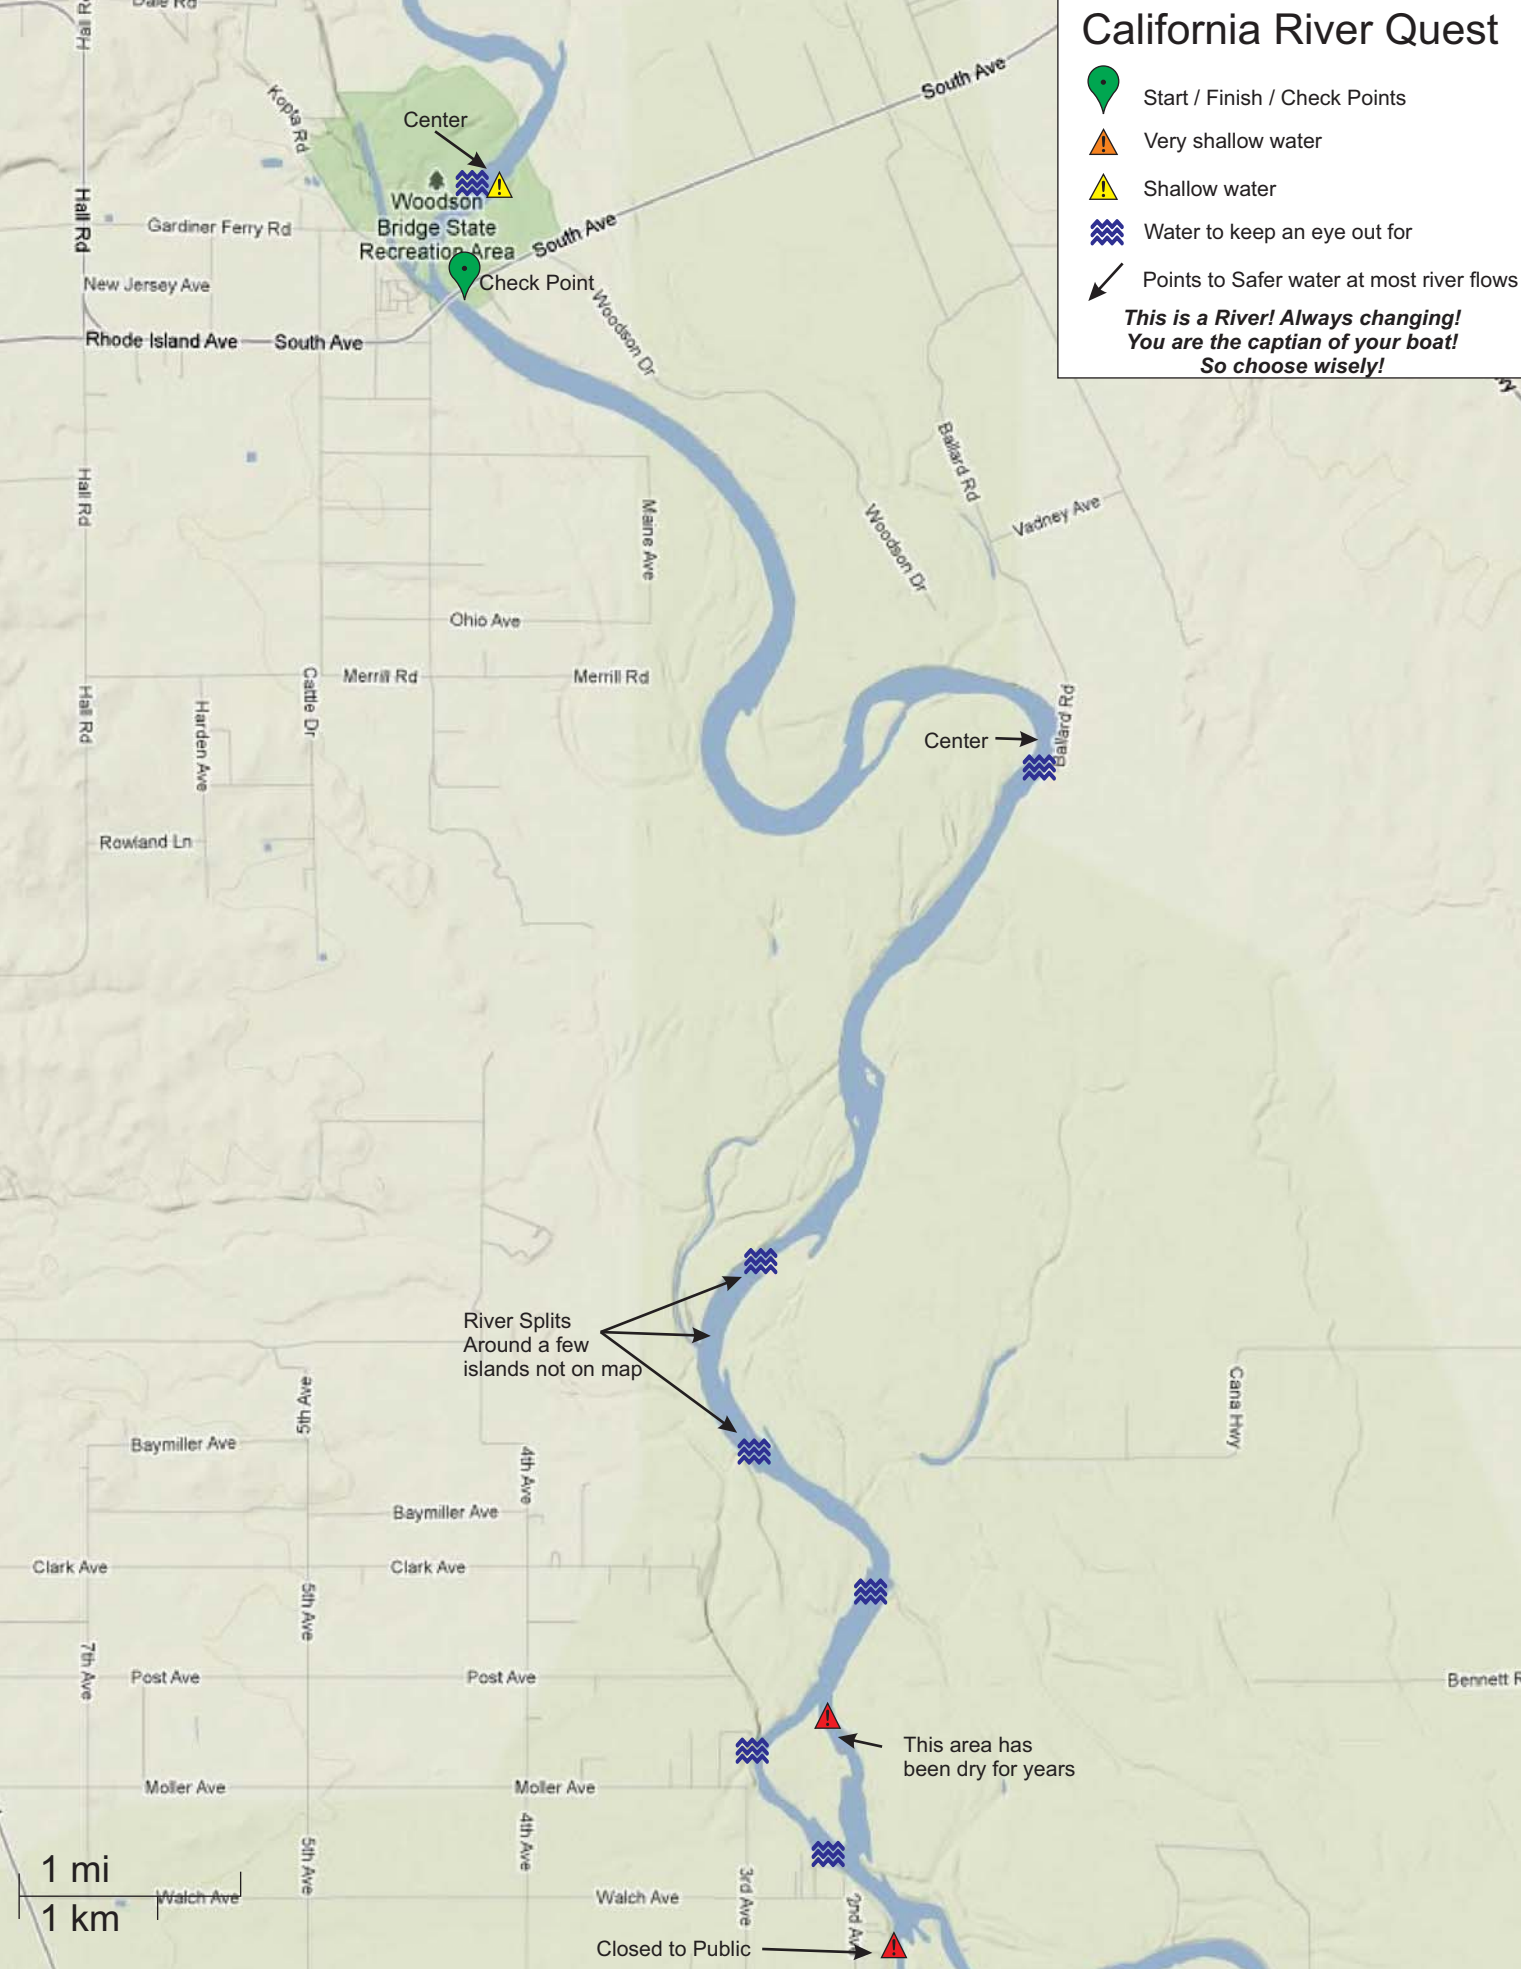 Dale Rd
Hall Rd
California River Quest
Start / Finish / Check Points
Very shallow water
Shallow water
Water to keep an eye out for
Points to Safer water at most river flows
This is a River! Always changing!
You are the captian of your boat!
So choose wisely!
South Ave
Kopta Rd
Center
Woodson
Bridge State
Recreation Area
South Ave
Check Point
Hall Rd
Gardiner Ferry Rd
New Jersey Ave
Rhode Island Ave
South Ave
Woodson Dr
Ballard Rd
Vadney Ave
Woodson Dr
Hall Rd
Maine Ave
Ohio Ave
Merrill Rd
Merrill Rd
Cattle Dr
Hall Rd
Harden Ave
Center
Ballard Rd
Rowland Ln
River Splits
Around a few
islands not on map
5th Ave
Cana Hwy
Baymiller Ave
4th Ave
Baymiller Ave
Clark Ave
Clark Ave
5th Ave
7th Ave
Post Ave
Post Ave
Bennett R
This area has
been dry for years
Moller Ave
Moller Ave
4th Ave
5th Ave
1 mi
1 km
Walch Ave
Walch Ave
3rd Ave
2nd Ave
Closed to Public